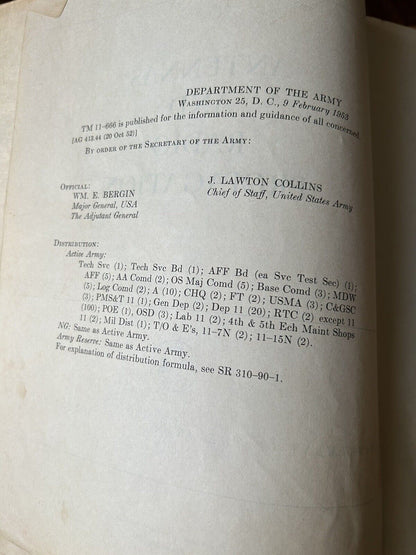 DEPARTMENT OF THE ARMY
WASHINGTON 25, D. C., 9 February 1953
TM 11-666 is published for the information and guidance of all concerned.
[AG 413.44 (20 Oct 52)]
BY ORDER OF THE SECRETARY OF THE ARMY:
J. LAWTON COLLINS
Chief of Staff, United States Army
OFFICIAL:
WM. E. BERGIN
Major General, USA
The Adjutant General
DISTRIBUTION:
Active Army:
Tech Svc (1); Tech Svc Bd (1); AFF Bd (ea Svc Test Sec) (1);
AFF (5); AA Comd (2); OS Maj Comd (5); Base Comd (3); MDW
(5); Log Comd (2); A (10); CHQ (2); FT (2); USMA (3); C&GSC
(3); PMS&T 11 (1); Gen Dep (2); Dep 11 (20); RTC (2) except 11
(100); POE (1), OSD (3); Lab 11 (2); 4th & 5th Ech Maint Shops
11 (2); Mil Dist (1); T/O & E's, 11-7N (2); 11-15N (2).
NG: Same as Active Army.
Army Reserve: Same as Active Army.
For explanation of distribution formula, see SR 310-90-1.